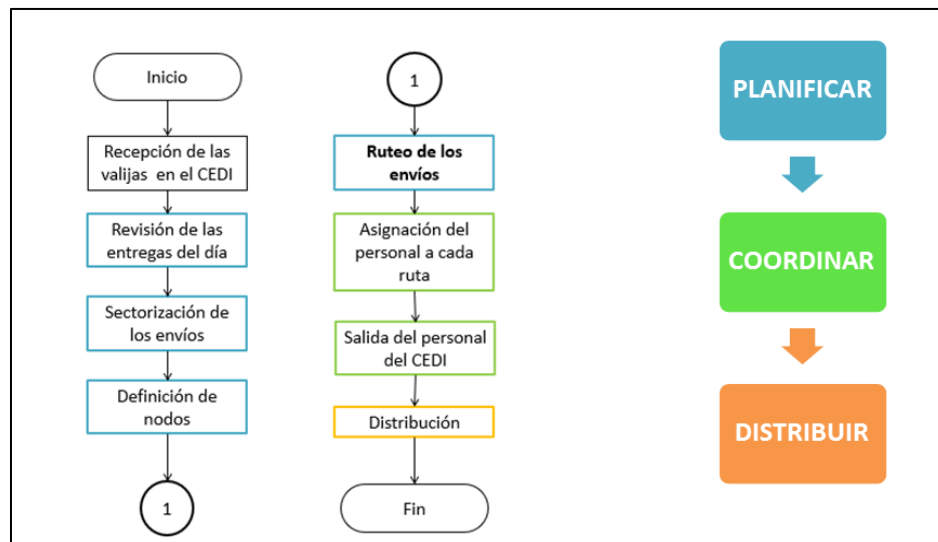 Inicio
Recepción de las
valijas en el CEDI
Revisión de las
entregas del día
Sectorización de
los envíos
Definición de
nodos
1
1
Ruteo de los
envíos
Asignación del
personal a cada
ruta
Salida del personal
del CEDI
Distribución
Fin
PLANIFICAR
COORDINAR
DISTRIBUIR